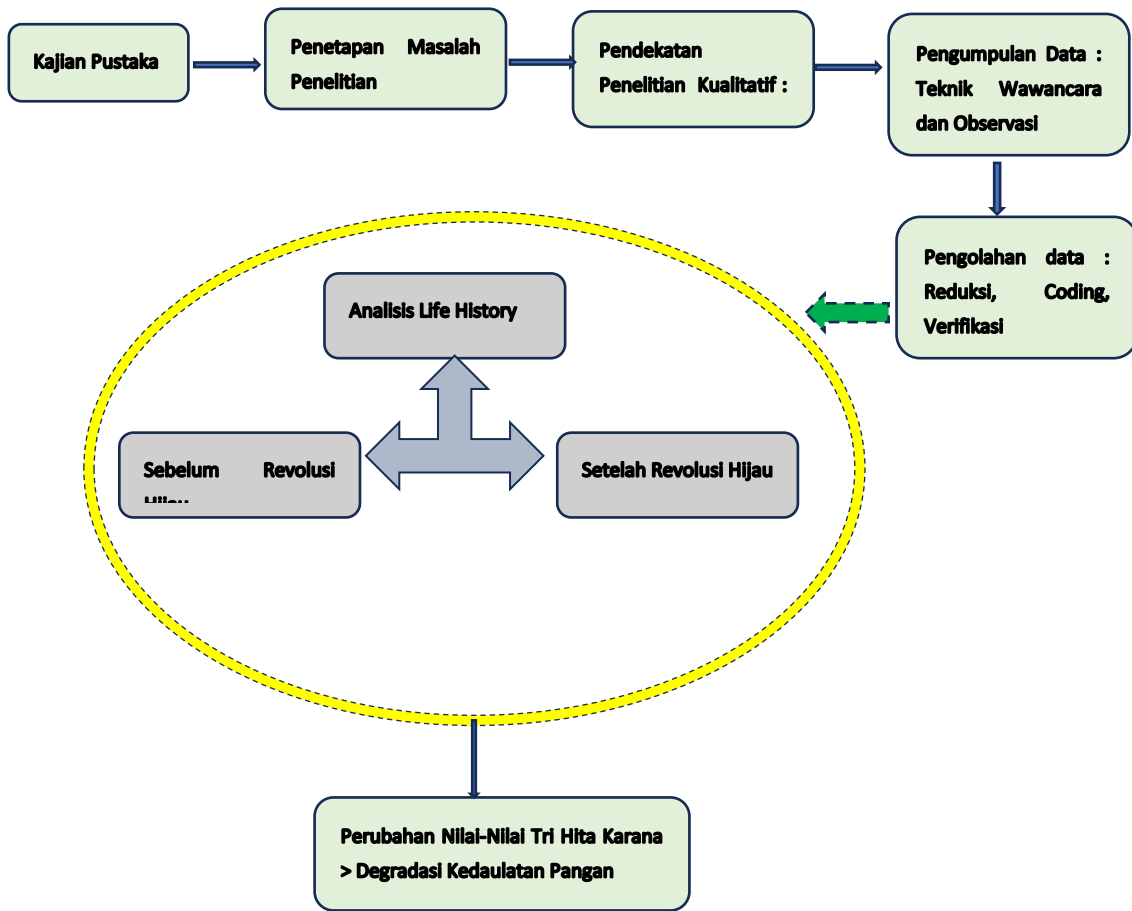 Kajian Pustaka
Penetapan Masalah
Penelitian
Pendekatan
Penelitian Kualitatif :
Pengumpulan Data :
Teknik Wawancara
dan Observasi
Pengolahan data :
Reduksi, Coding,
Verifikasi
Analisis Life History
Sebelum Revolusi
Setelah Revolusi Hijau
Perubahan Nilai-Nilai Tri Hita Karana
> Degradasi Kedaulatan Pangan